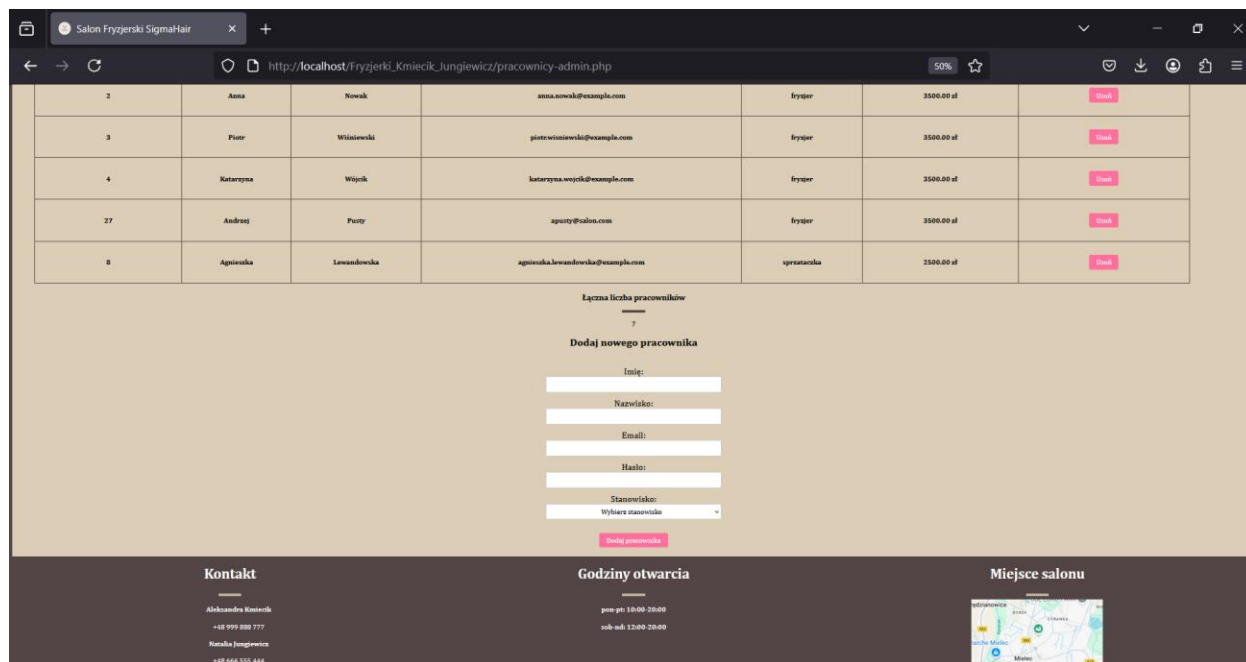 Salon Fryzjerski SigmaHair
http://localhost/Fryzjerki_Kmiecik_Jungiewicz/pracownicy-admin.php 50%
2 Anna Nowak anna.nowak@example.com fryzjer 3500.00 zł Usuń
3 Piotr Wiśniewski piotr.wisniewski@example.com fryzjer 3500.00 zł Usuń
4 Katarzyna Wójcik katarzyna.wojcik@example.com fryzjer 3500.00 zł Usuń
27 Andrzej Pusty apusty@salon.com fryzjer 3500.00 zł Usuń
8 Agnieszka Lewandowska agnieszka.lewandowska@example.com sprzataczka 2500.00 zł Usuń
Łączna liczba pracowników
7
Dodaj nowego pracownika
Imię:
Nazwisko:
Email:
Hasło:
Stanowisko:
Wybierz stanowisko
Dodaj pracownika
Kontakt Godziny otwarcia Miejsce salonu
Aleksandra Kmiecik pon-pt: 10:00-20:00
+48 999 888 777 sob-nd: 12:00-20:00
Natalia Jungiewicz
+48 666 555 444
CYRANKA
Mielec